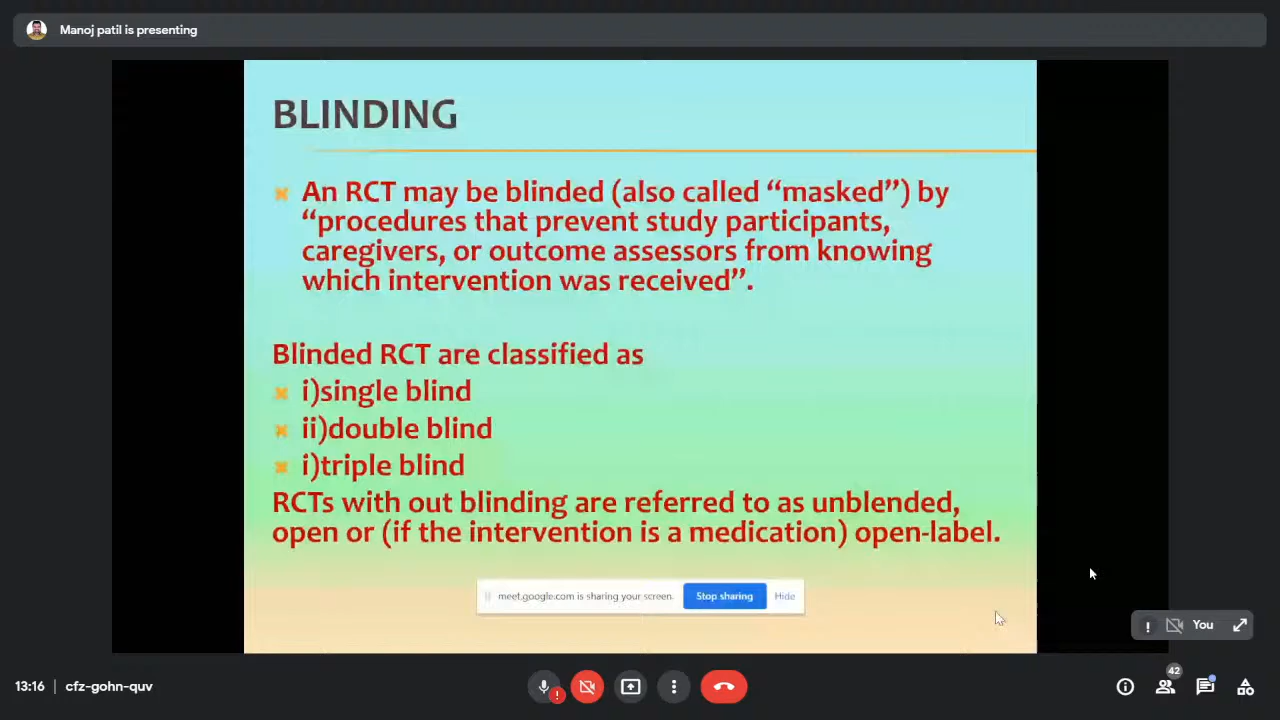 Manoj patil is presenting
BLINDING
An RCT may be blinded (also called “masked”) by
“procedures that prevent study participants,
caregivers, or outcome assessors from knowing
which intervention was received”.
Blinded RCT are classified as
i)single blind
ii)double blind
i)triple blind
RCTs with out blinding are referred to as unblended,
open or (if the intervention is a medication) open-label.
meet.google.com is sharing your screen. Stop sharing Hide
! You
13:16 | cfz-gohn-quv
!
42